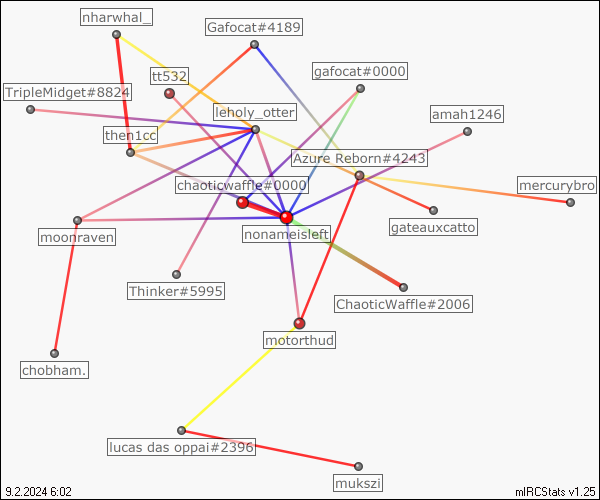 nharwhal_
Gafocat#4189
tt532
gafocat#0000
TripleMidget#8824
leholy_otter
amah1246
then1cc
Azure Reborn#4243
chaoticwaffle#0000
mercurybro
gateauxcatto
nonameisleft
moonraven
Thinker#5995
ChaoticWaffle#2006
motorthud
chobham.
lucas das oppai#2396
mukszi
9.2.2024 6:02
mIRCStats v1.25